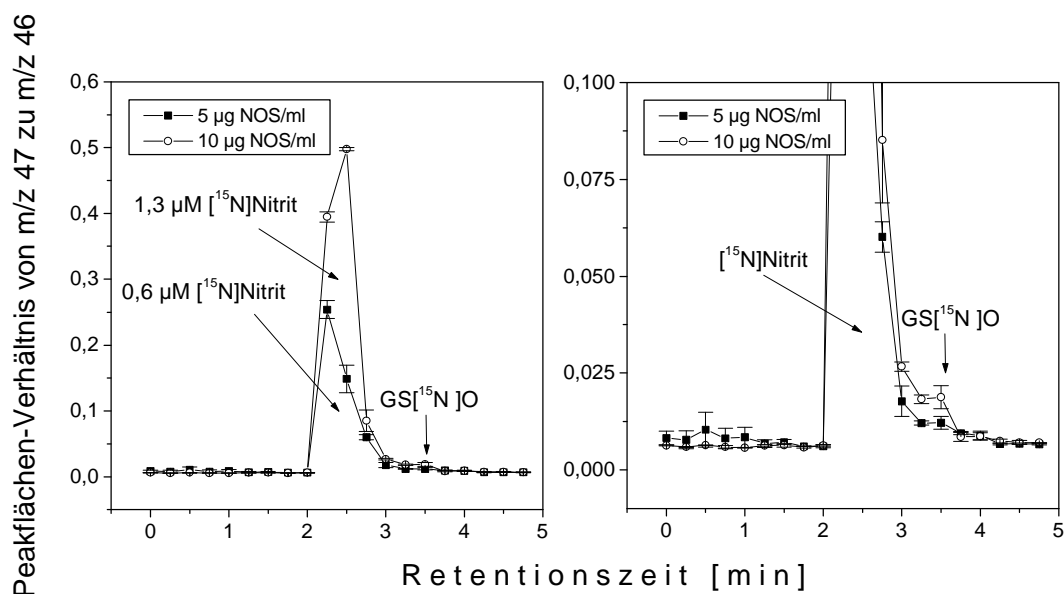 Peakflächen-Verhältnis von m/z 47 zu m/z 46
0,6
0,5
0,4
0,3
0,2
0,1
0,0
5 µg NOS/ml
10 µg NOS/ml
1,3 µM [¹⁵N]Nitrit
0,6 µM [¹⁵N]Nitrit
GS[¹⁵N ]O
0 1 2 3 4 5
0,100
0,075
0,050
0,025
0,000
5 µg NOS/ml
10 µg NOS/ml
[¹⁵N]Nitrit
GS[¹⁵N ]O
0 1 2 3 4 5
Retentionszeit [min]